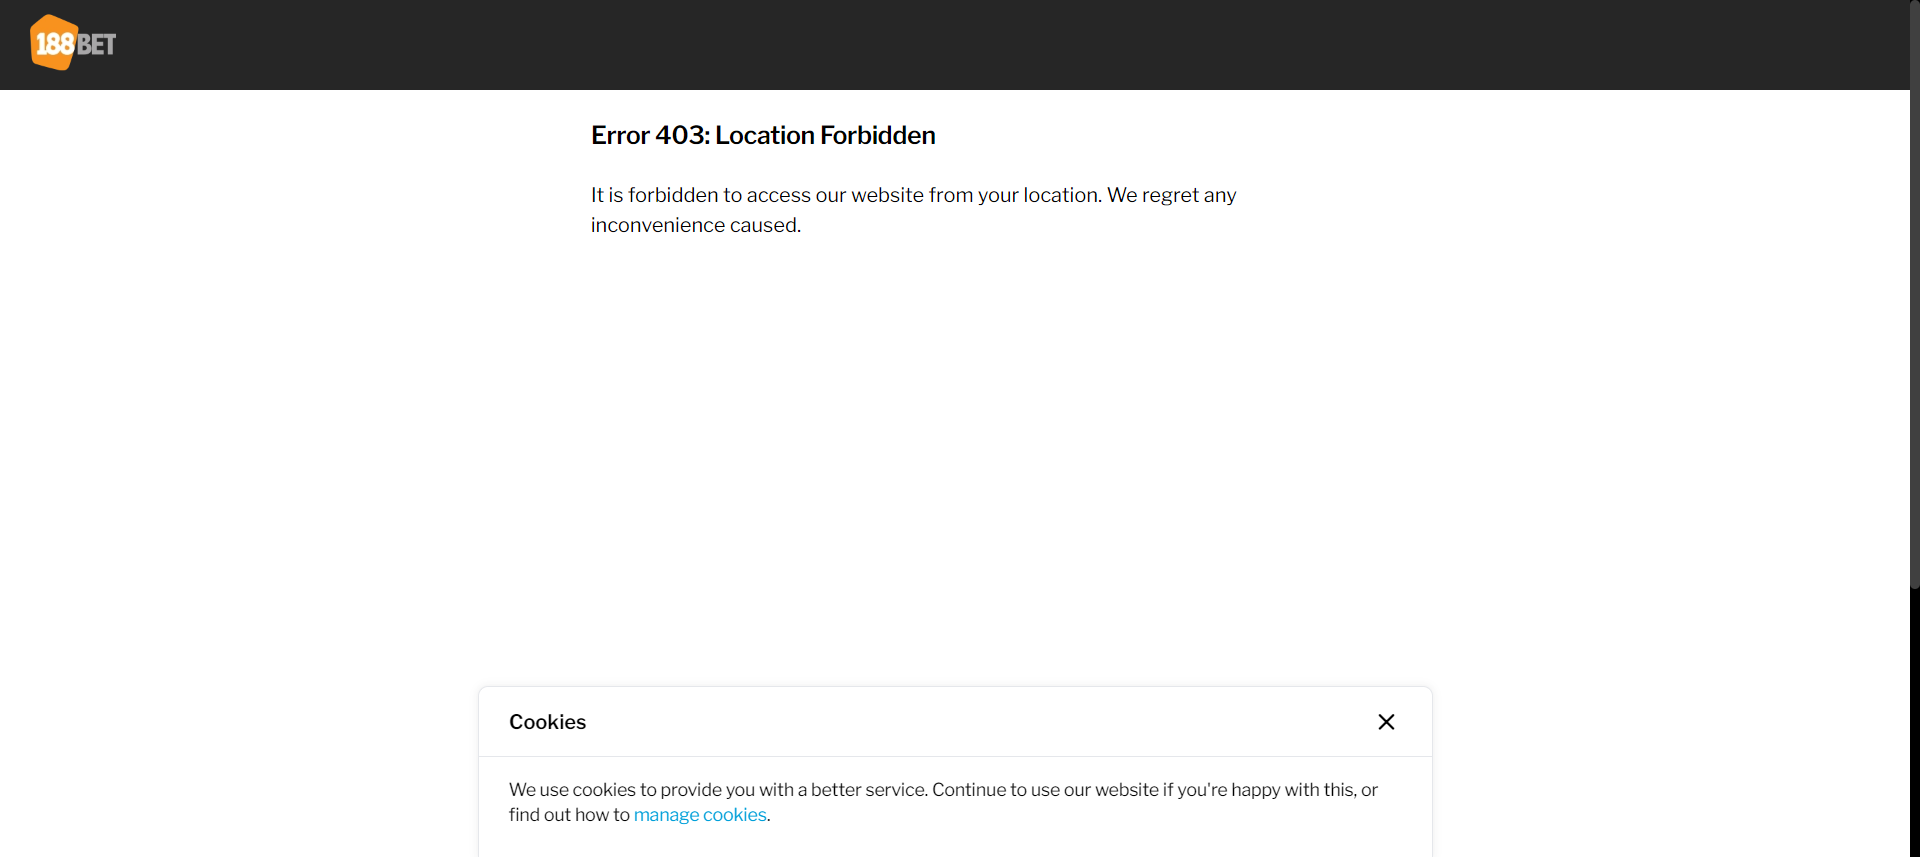 188BET
Error 403: Location Forbidden
It is forbidden to access our website from your location. We regret any
inconvenience caused.
Cookies
We use cookies to provide you with a better service. Continue to use our website if you're happy with this, or
find out how to manage cookies.